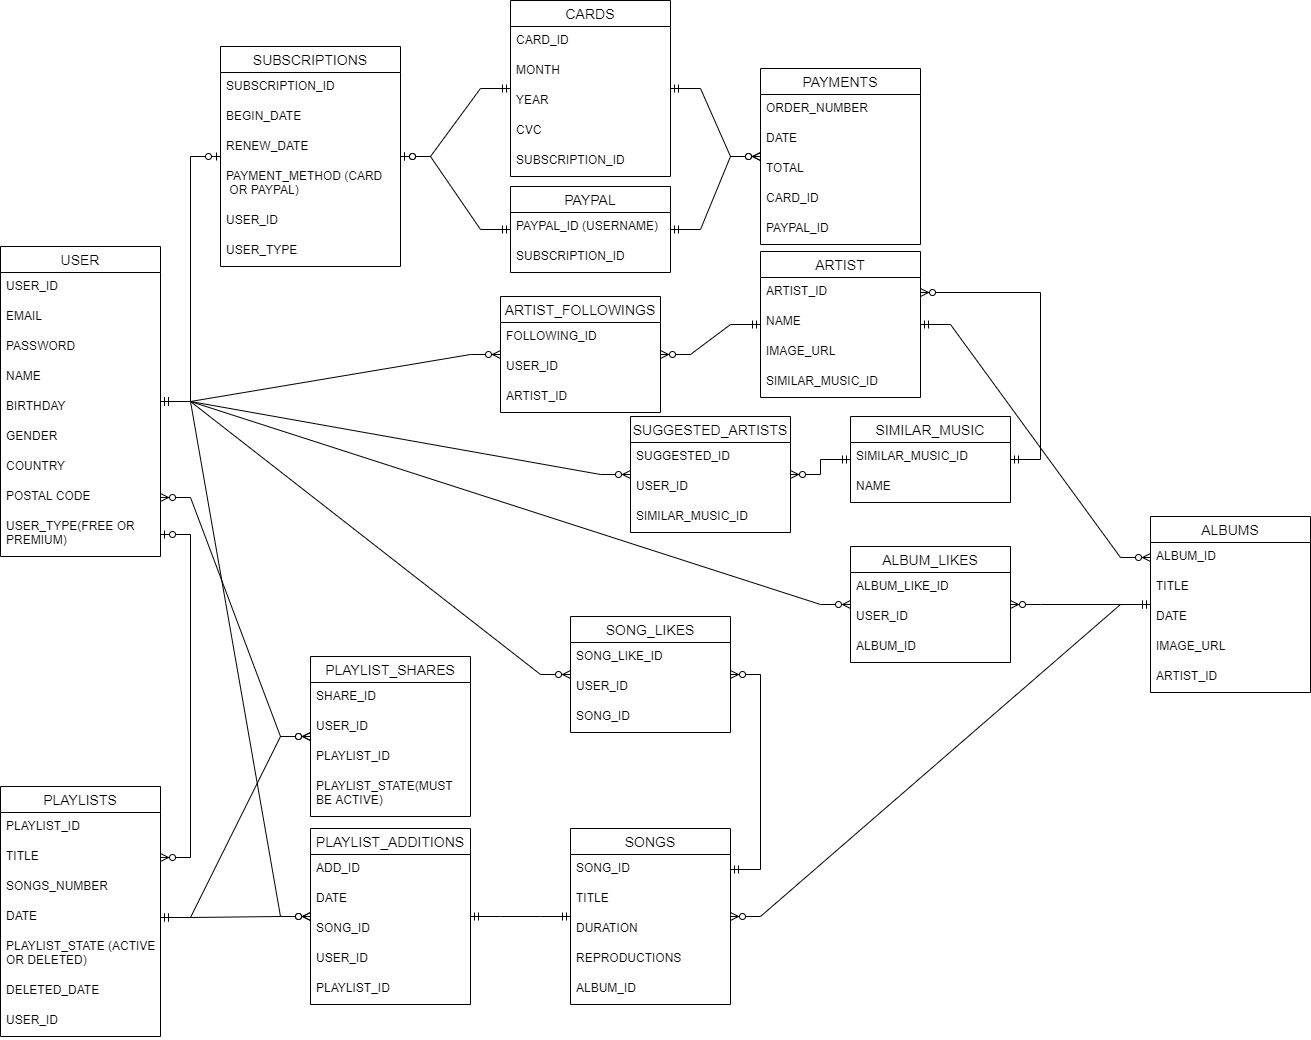 CARDS
CARD_ID
MONTH
YEAR
CVC
SUBSCRIPTION_ID
SUBSCRIPTIONS
SUBSCRIPTION_ID
BEGIN_DATE
RENEW_DATE
PAYMENT_METHOD (CARD
OR PAYPAL)
USER_ID
USER_TYPE
PAYMENTS
ORDER_NUMBER
DATE
TOTAL
CARD_ID
PAYPAL_ID
PAYPAL
PAYPAL_ID (USERNAME)
SUBSCRIPTION_ID
USER
USER_ID
EMAIL
PASSWORD
NAME
BIRTHDAY
GENDER
COUNTRY
POSTAL CODE
USER_TYPE(FREE OR
PREMIUM)
ARTIST
ARTIST_ID
NAME
IMAGE_URL
SIMILAR_MUSIC_ID
ARTIST_FOLLOWINGS
FOLLOWING_ID
USER_ID
ARTIST_ID
SUGGESTED_ARTISTS
SUGGESTED_ID
USER_ID
SIMILAR_MUSIC_ID
SIMILAR_MUSIC
SIMILAR_MUSIC_ID
NAME
ALBUMS
ALBUM_ID
TITLE
DATE
IMAGE_URL
ARTIST_ID
ALBUM_LIKES
ALBUM_LIKE_ID
USER_ID
ALBUM_ID
SONG_LIKES
SONG_LIKE_ID
USER_ID
SONG_ID
PLAYLIST_SHARES
SHARE_ID
USER_ID
PLAYLIST_ID
PLAYLIST_STATE(MUST
BE ACTIVE)
PLAYLISTS
PLAYLIST_ID
TITLE
SONGS_NUMBER
DATE
PLAYLIST_STATE (ACTIVE
OR DELETED)
DELETED_DATE
USER_ID
PLAYLIST_ADDITIONS
ADD_ID
DATE
SONG_ID
USER_ID
PLAYLIST_ID
SONGS
SONG_ID
TITLE
DURATION
REPRODUCTIONS
ALBUM_ID